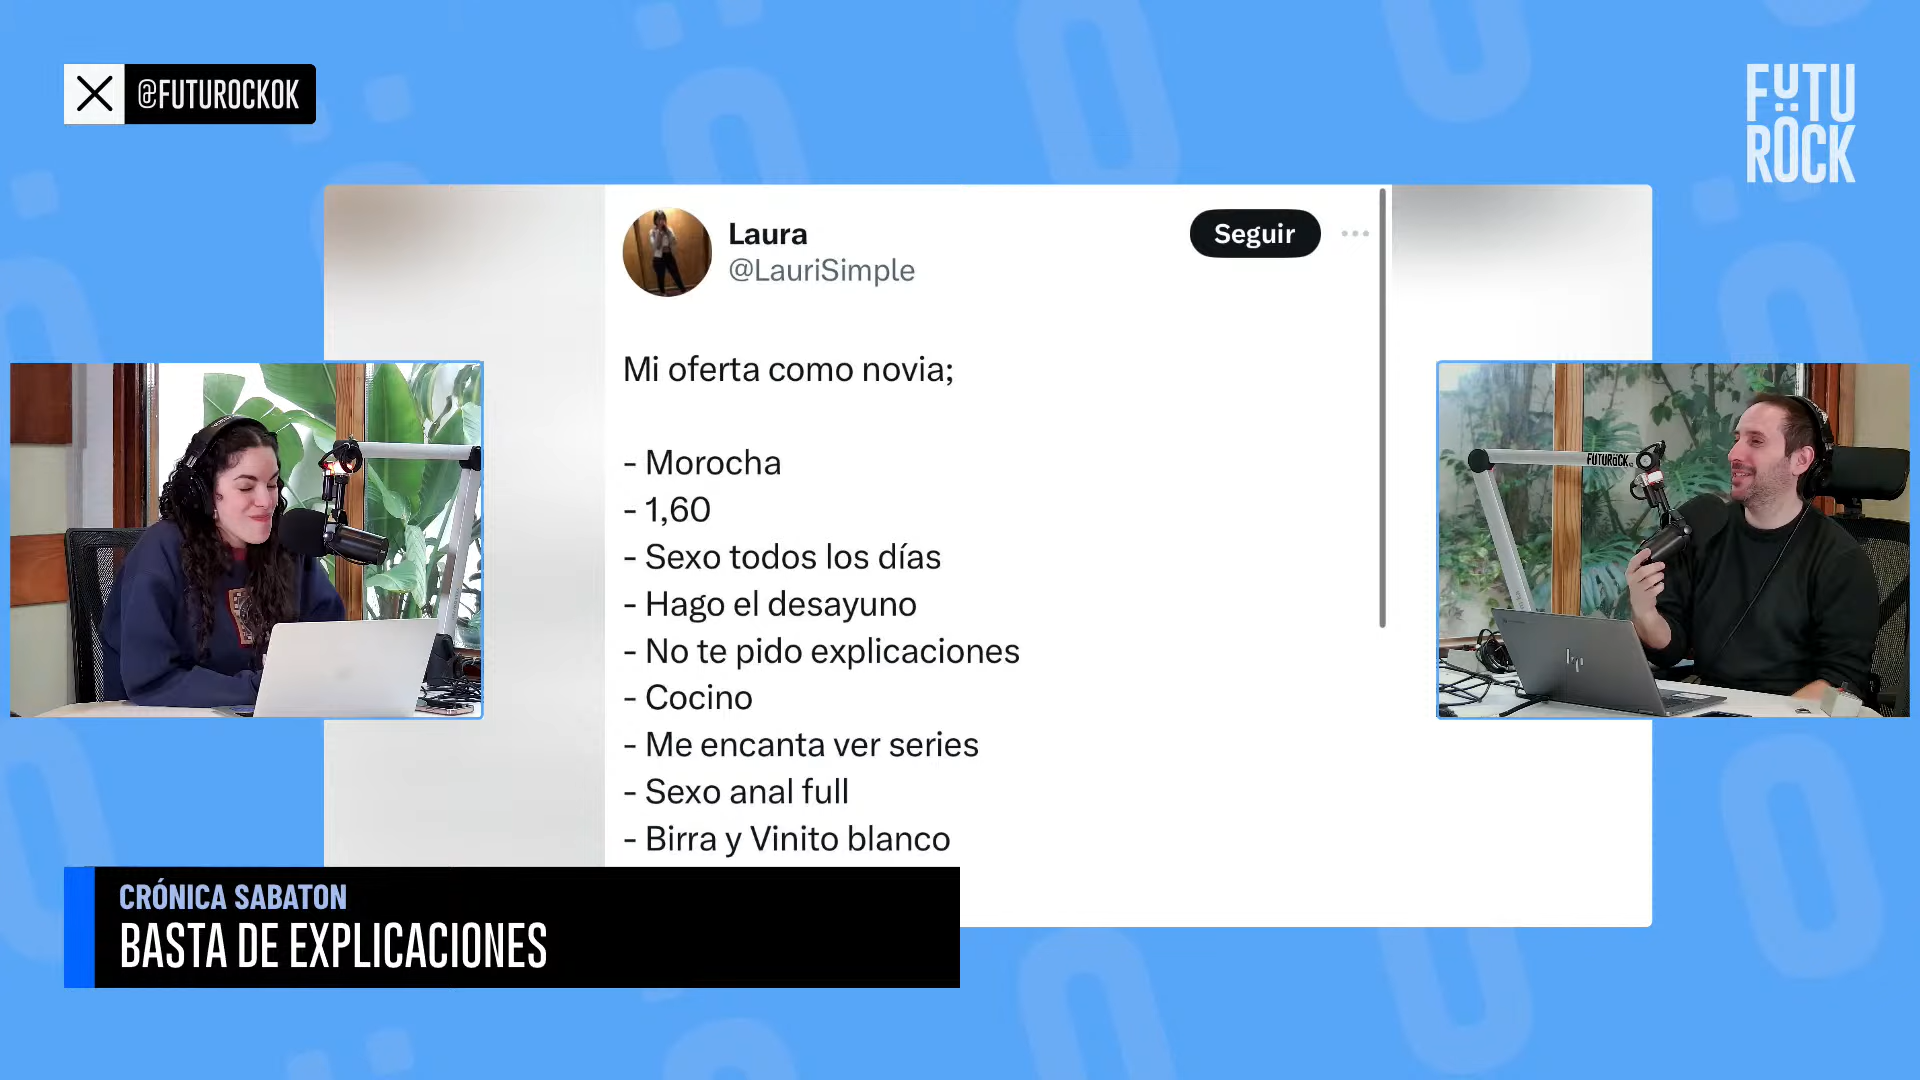 @FUTUROCKOK
FUTU
ROCK
Laura
@LauriSimple
Seguir
Mi oferta como novia;
- Morocha
- 1,60
- Sexo todos los días
- Hago el desayuno
- No te pido explicaciones
- Cocino
- Me encanta ver series
- Sexo anal full
- Birra y Vinito blanco
FUTUROCK
hp
CRÓNICA SABATON
BASTA DE EXPLICACIONES